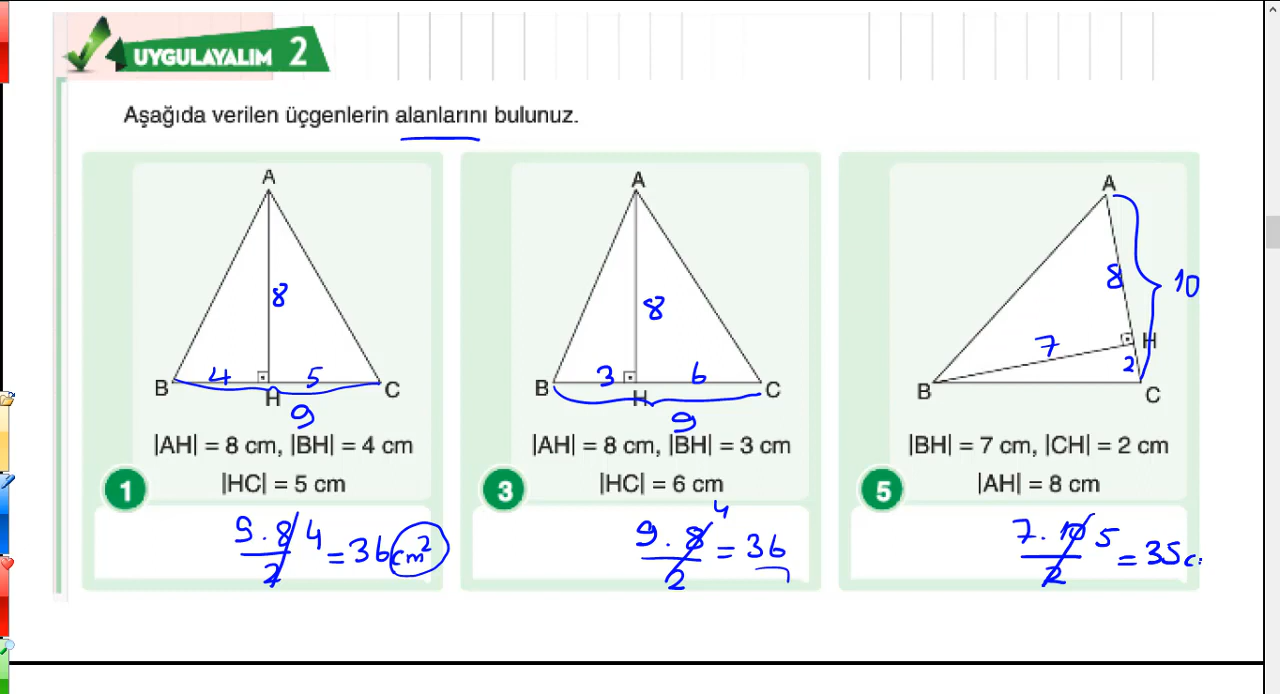 UYGULAYALIM 2
Aşağıda verilen üçgenlerin alanlarını bulunuz.
A
8
4 5
B H C
9
|AH| = 8 cm, |BH| = 4 cm
|HC| = 5 cm
1
9.8/2 4 = 36 cm²
A
8
3 6
B H C
9
|AH| = 8 cm, |BH| = 3 cm
|HC| = 6 cm
3
9.8/2 4 = 36
A
8
10
7 H
2
B C
|BH| = 7 cm, |CH| = 2 cm
|AH| = 8 cm
5
7.10/2 5 = 35c